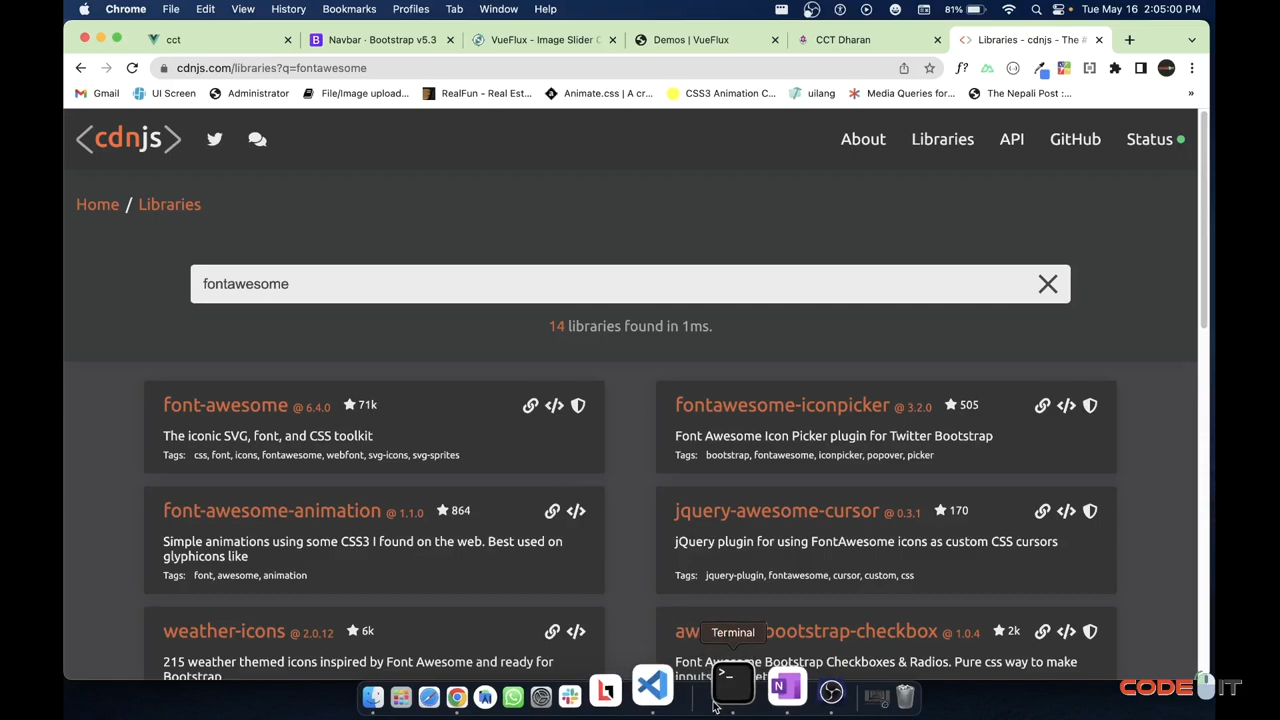 Chrome File Edit View History Bookmarks Profiles Tab Window Help 81% Tue May 16 2:05:00 PM
cct Navbar · Bootstrap v5.3 VueFlux - Image Slider C Demos | VueFlux CCT Dharan Libraries - cdnjs - The #
cdnjs.com/libraries?q=fontawesome
Gmail UI Screen Administrator File/Image upload... RealFun - Real Est... Animate.css | A cr... CSS3 Animation C... uilang Media Queries for... The Nepali Post :... »
<cdnjs> About Libraries API GitHub Status
Home / Libraries
fontawesome
14 libraries found in 1ms.
font-awesome @ 6.4.0 71k
The iconic SVG, font, and CSS toolkit
Tags: css, font, icons, fontawesome, webfont, svg-icons, svg-sprites
fontawesome-iconpicker @ 3.2.0 505
Font Awesome Icon Picker plugin for Twitter Bootstrap
Tags: bootstrap, fontawesome, iconpicker, popover, picker
font-awesome-animation @ 1.1.0 864
Simple animations using some CSS3 I found on the web. Best used on
glyphicons like
Tags: font, awesome, animation
jquery-awesome-cursor @ 0.3.1 170
jQuery plugin for using FontAwesome icons as custom CSS cursors
Tags: jquery-plugin, fontawesome, cursor, custom, css
weather-icons @ 2.0.12 6k
215 weather themed icons inspired by Font Awesome and ready for
Bootstrap
bootstrap-checkbox @ 1.0.4 2k
Bootstrap Checkboxes & Radios. Pure css way to make
Terminal
CODE IT